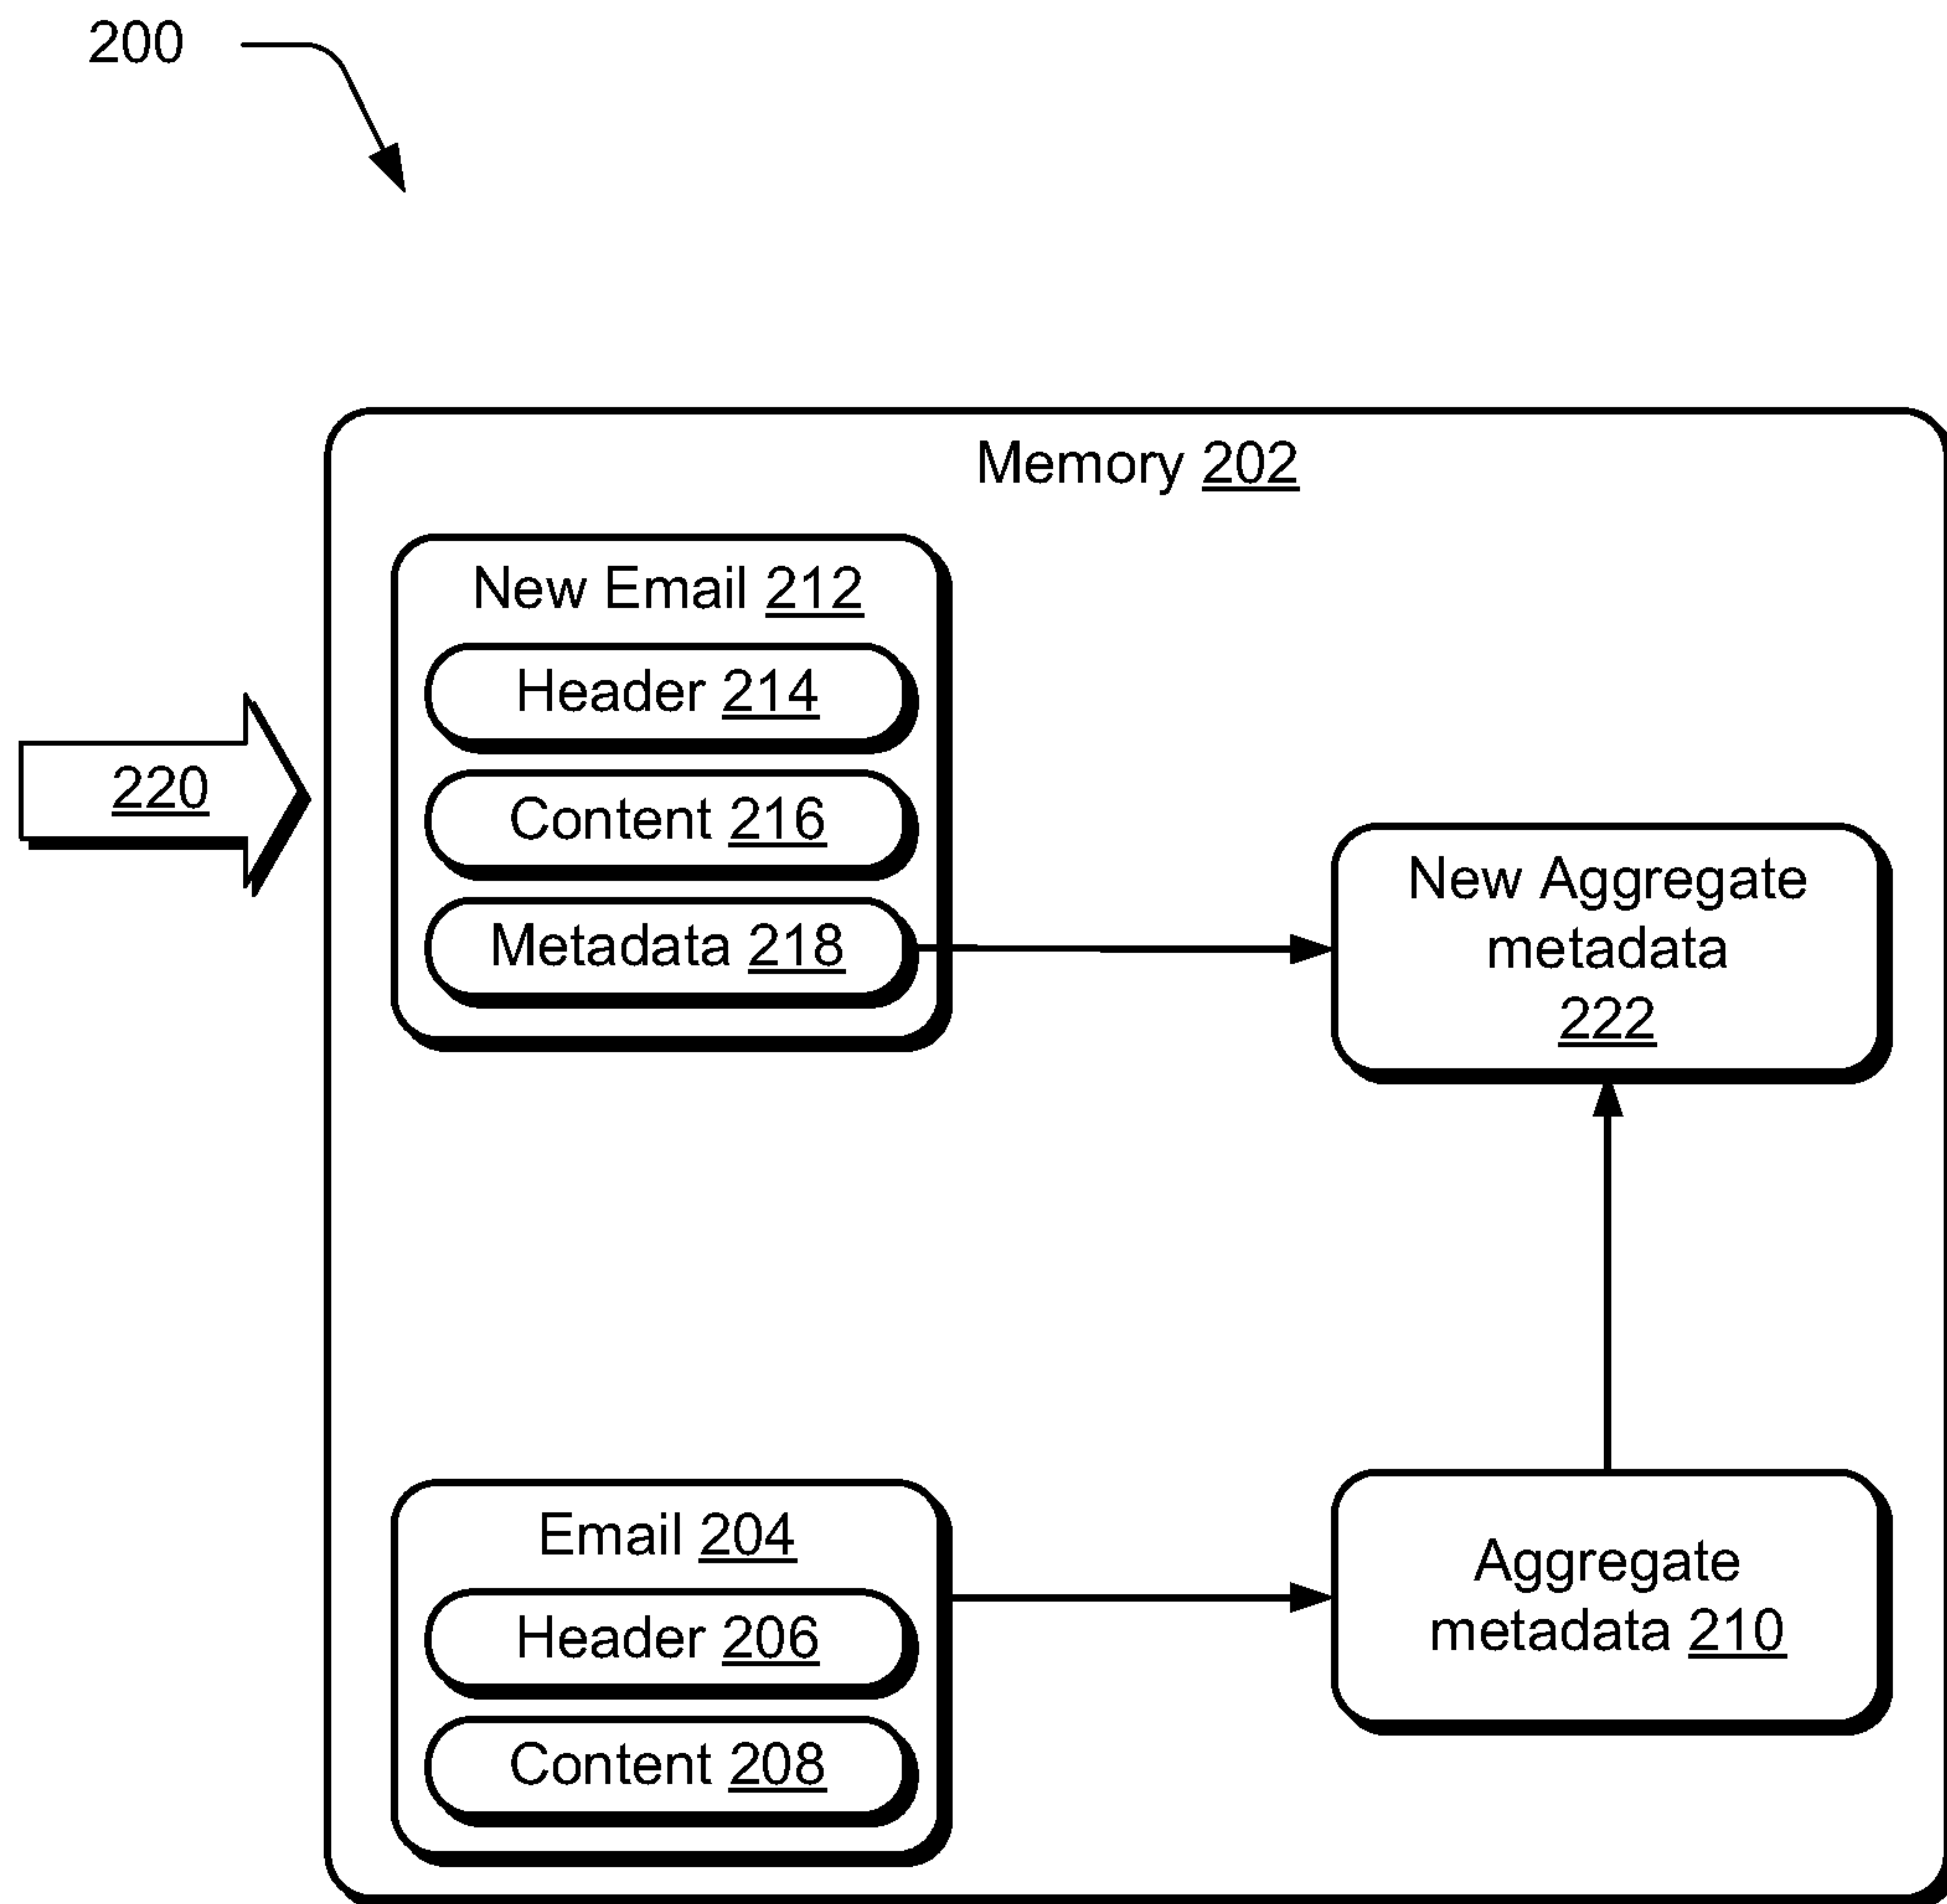 200
Memory 202
New Email 212
Header 214
220
Content 216
Metadata 218
New Aggregate
metadata
222
Email 204
Header 206
Content 208
Aggregate
metadata 210